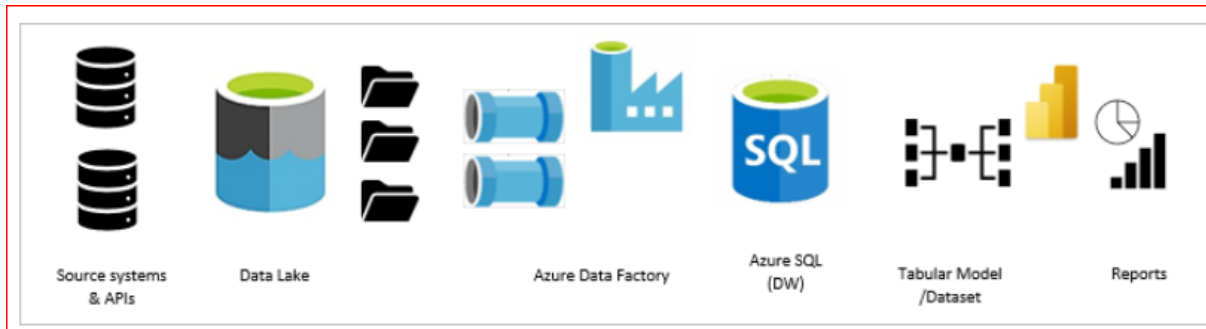 SQL
Source systems
& APIs
Data Lake
Azure Data Factory
Azure SQL
(DW)
Tabular Model
/Dataset
Reports